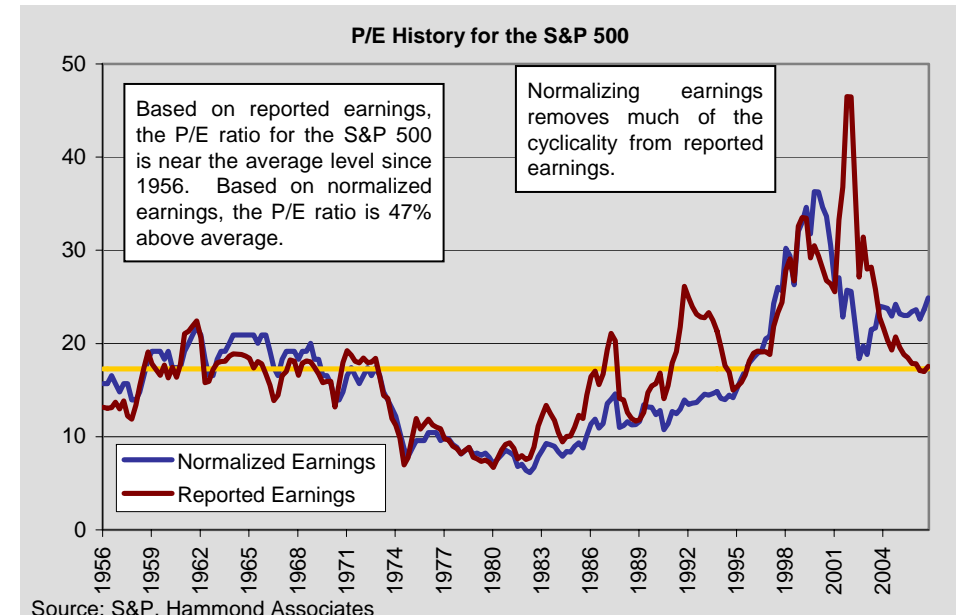 P/E History for the S&P 500
50
40
30
20
10
0
Based on reported earnings,
the P/E ratio for the S&P 500
is near the average level since
1956. Based on normalized
earnings, the P/E ratio is 47%
above average.
Normalizing earnings
removes much of the
cyclicality from reported
earnings.
Normalized Earnings
Reported Earnings
1956
1959
1962
1965
1968
1971
1974
1977
1980
1983
1986
1989
1992
1995
1998
2001
2004
Source: S&P, Hammond Associates